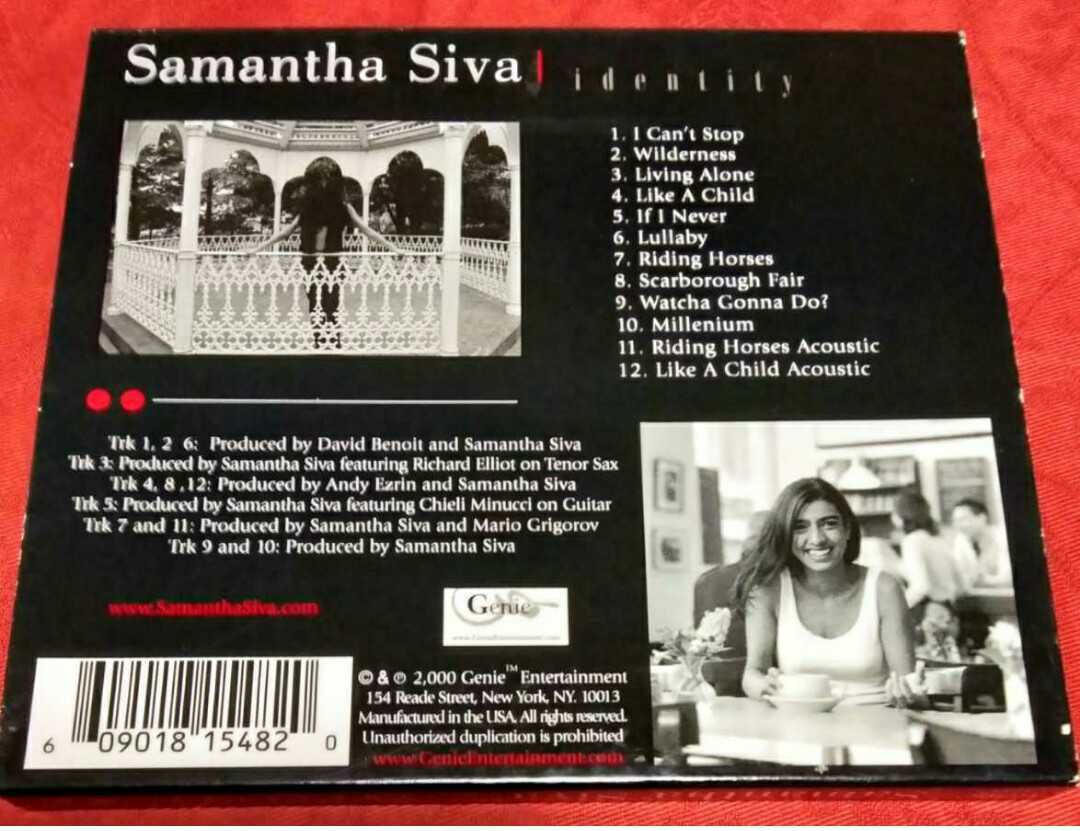 Samantha Siva | identity
1. I Can't Stop
2. Wilderness
3. Living Alone
4. Like A Child
5. If I Never
6. Lullaby
7. Riding Horses
8. Scarborough Fair
9. Watcha Gonna Do?
10. Millenium
11. Riding Horses Acoustic
12. Like A Child Acoustic
Trk 1, 2 6: Produced by David Benoit and Samantha Siva
Trk 3: Produced by Samantha Siva featuring Richard Elliot on Tenor Sax
Trk 4, 8 ,12: Produced by Andy Ezrin and Samantha Siva
Trk 5: Produced by Samantha Siva featuring Chieli Minucci on Guitar
Trk 7 and 11: Produced by Samantha Siva and Mario Grigorov
Trk 9 and 10: Produced by Samantha Siva
www.SamanthaSiva.com
Genie
www.GenieEntertainment.com
© & ℗ 2,000 Genie™ Entertainment
154 Reade Street, New York, NY. 10013
Manufactured in the USA. All rights reserved.
Unauthorized duplication is prohibited
www.GenieEntertainment.com
6 09018 15482 0